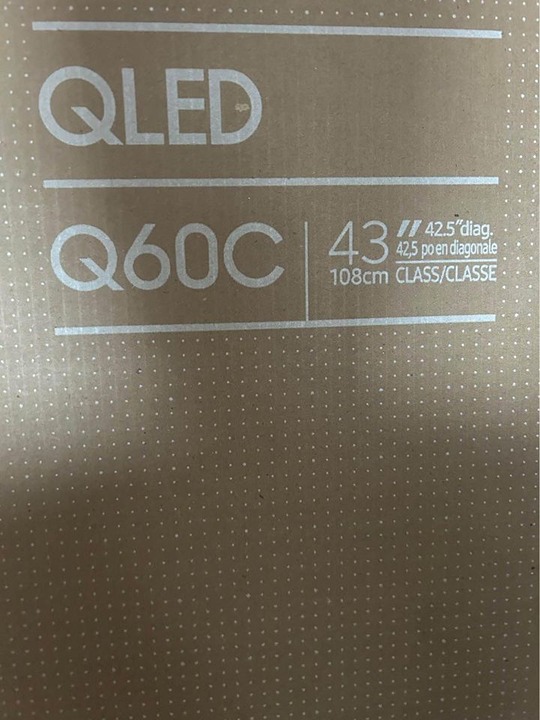 QLED
Q60C
43" 42.5"diag.
42,5 po en diagonale
108cm CLASS/CLASSE